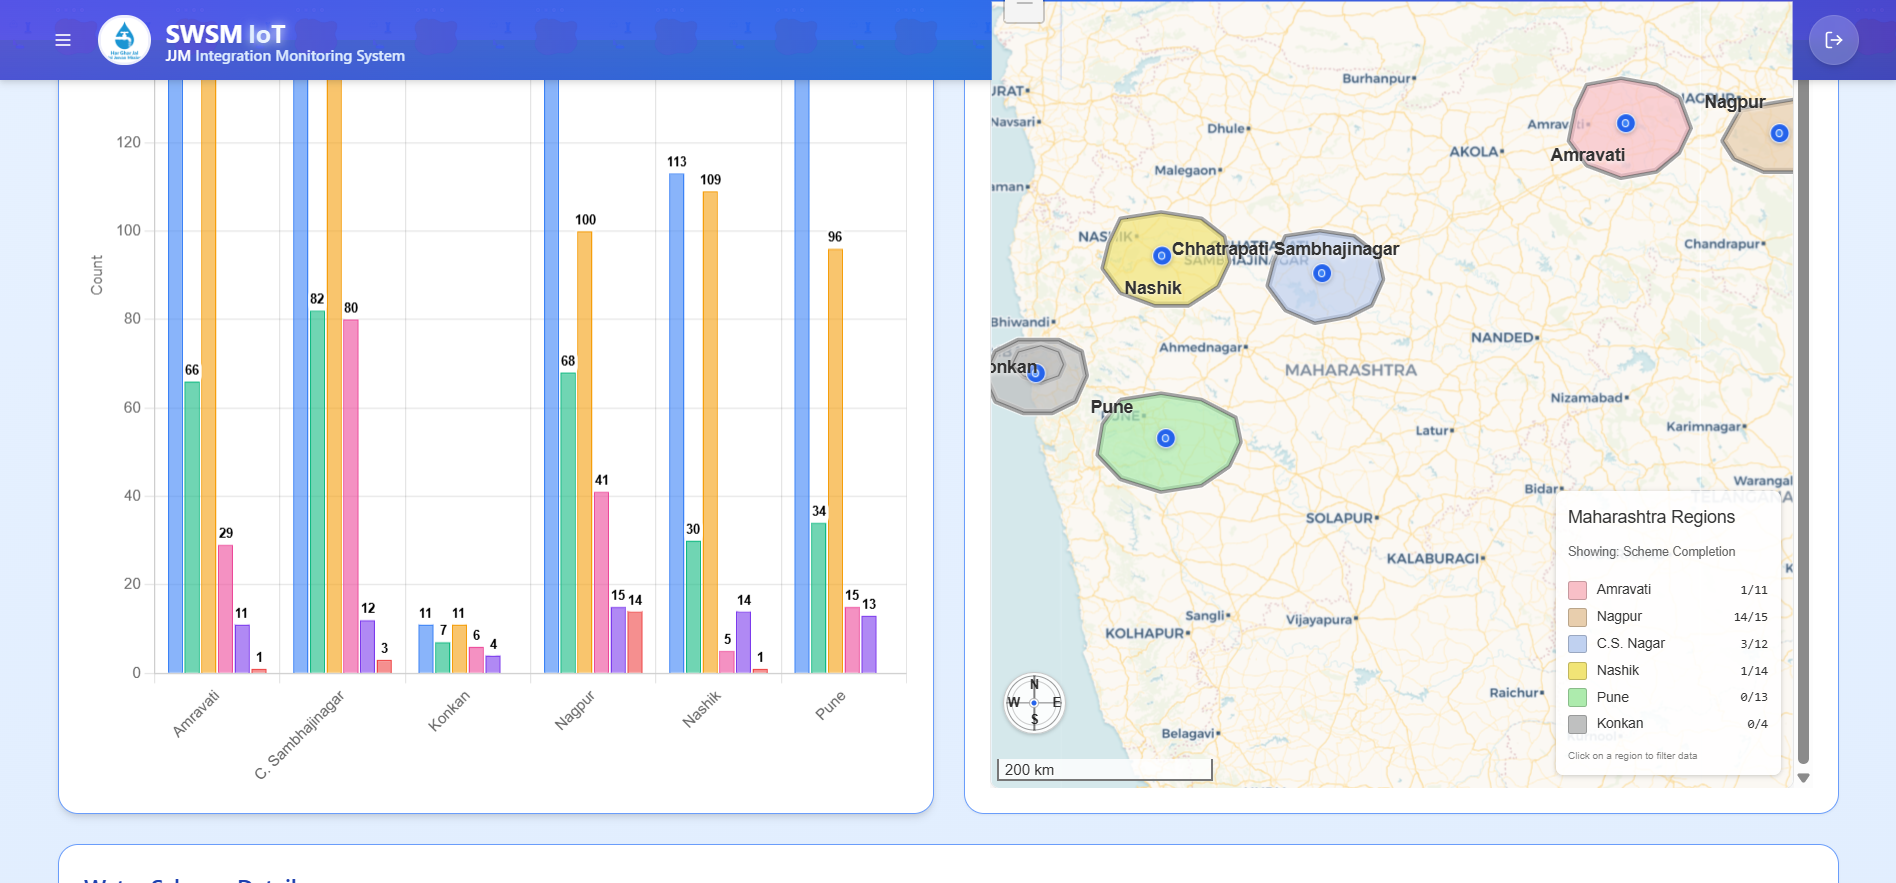 SWSM IoT
JJM Integration Monitoring System
Count
120
100
80
60
40
20
0
66
29
11
1
82
80
12
3
11
7
11
6
4
68
100
41
15
14
113
30
109
5
14
1
34
96
15
13
Amravati
C. Sambhajinagar
Konkan
Nagpur
Nashik
Pune
Burhanpur
Navsari
Dhule
Malegaon
AKOLA
Nagpur
Amravati
Chandrapur
Chhatrapati Sambhajinagar
Nashik
Bhiwandi
Ahmednagar
NANDED
MAHARASHTRA
onkan
Pune
Nizamabad
Latur
Karimnagar
Bidar
Warangal
SOLAPUR
KALABURAGI
Sangli
Vijayapura
KOLHAPUR
Raichur
Belagavi
N
W E
S
200 km
Maharashtra Regions
Showing: Scheme Completion
Amravati 1/11
Nagpur 14/15
C.S. Nagar 3/12
Nashik 1/14
Pune 0/13
Konkan 0/4
Click on a region to filter data